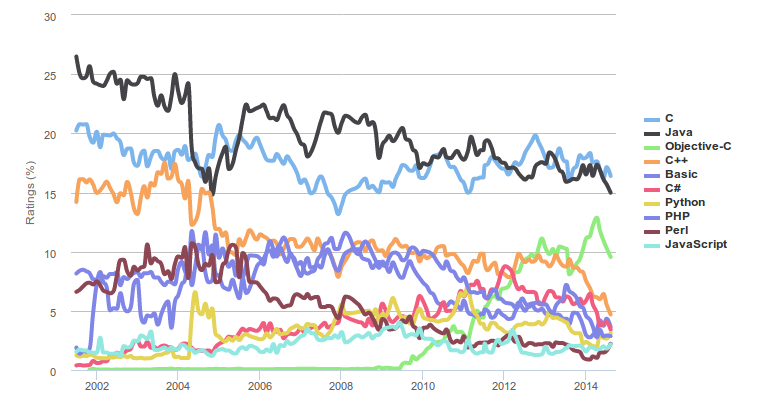 30
25
20
15
10
5
0
Ratings (%)
2002 2004 2006 2008 2010 2012 2014
C
Java
Objective-C
C++
Basic
C#
Python
PHP
Perl
JavaScript